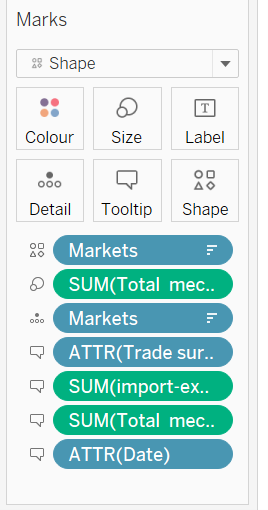 Marks
Shape
Colour Size Label
Detail Tooltip Shape
Markets
SUM(Total mec..
Markets
ATTR(Trade sur..
SUM(import-ex..
SUM(Total mec..
ATTR(Date)